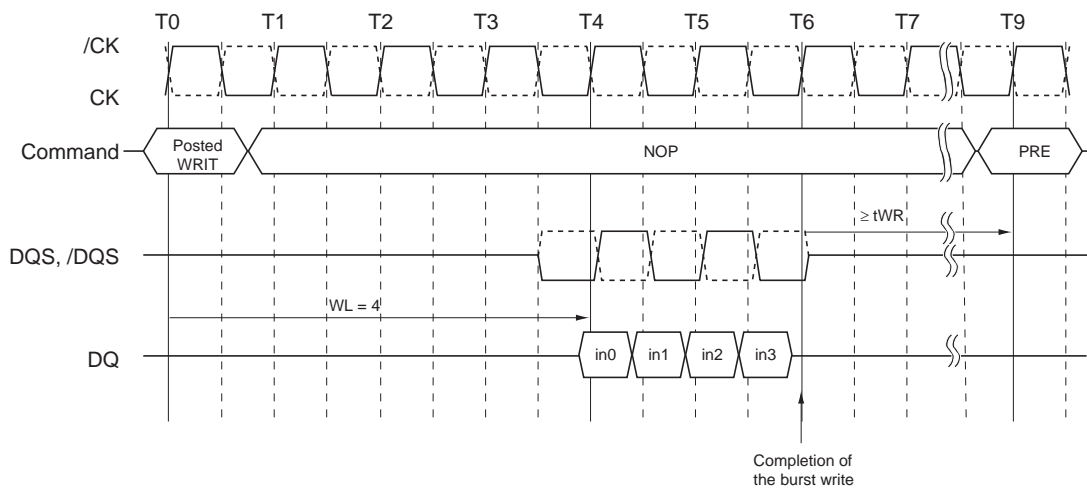 T0 T1 T2 T3 T4 T5 T6 T7 T9
/CK
CK
Command
Posted
WRIT
NOP
PRE
≥ tWR
DQS, /DQS
WL = 4
DQ
in0 in1 in2 in3
Completion of
the burst write